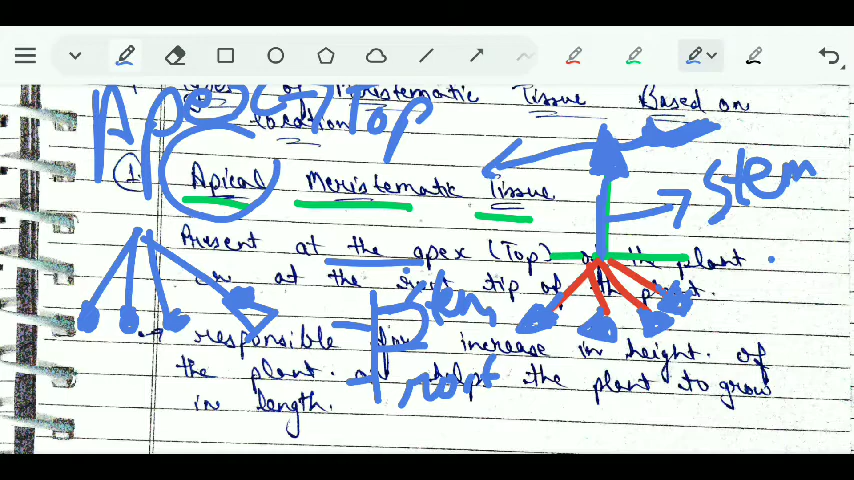 Types of Meristematic Tissue Based on
location
Apex → Top
1. Apical Meristematic Tissue
stem
Present at the apex (Top) of the plant
or at the root tip of the plant.
stem
→ responsible for increase in height of
the plant. helps the plant to grow
root
in length.